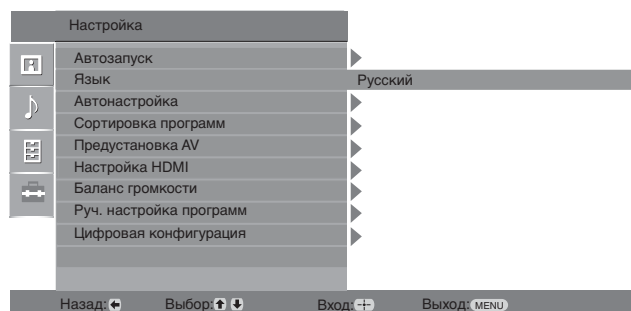 Настройка
Автозапуск
Язык Русский
Автонастройка
Сортировка программ
Предустановка AV
Настройка HDMI
Баланс громкости
Руч. настройка программ
Цифровая конфигурация
Назад: Выбор: Вход: Выход: MENU